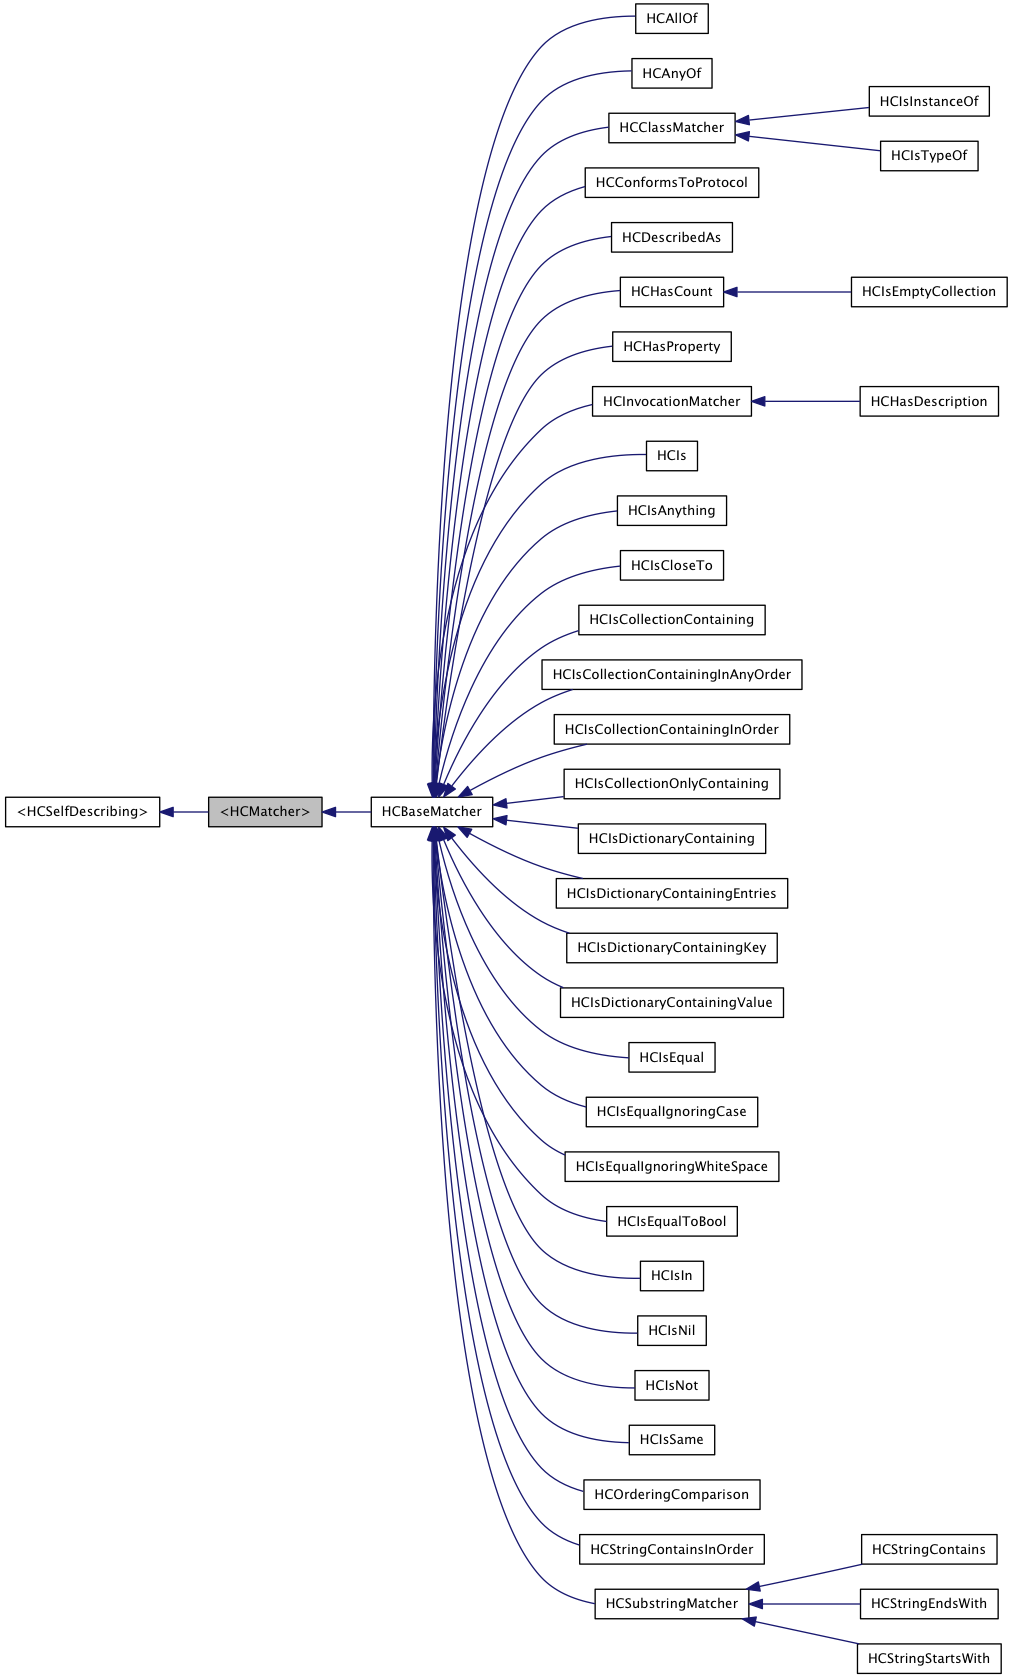 HCAllOf
HCAnyOf
HCClassMatcher
HCIsInstanceOf
HCIsTypeOf
HCConformsToProtocol
HCDescribedAs
HCHasCount
HCIsEmptyCollection
HCHasProperty
HCInvocationMatcher
HCHasDescription
HCIs
HCIsAnything
HCIsCloseTo
HCIsCollectionContaining
HCIsCollectionContainingInAnyOrder
HCIsCollectionContainingInOrder
HCIsCollectionOnlyContaining
<HCSelfDescribing>
<HCMatcher>
HCBaseMatcher
HCIsDictionaryContaining
HCIsDictionaryContainingEntries
HCIsDictionaryContainingKey
HCIsDictionaryContainingValue
HCIsEqual
HCIsEqualIgnoringCase
HCIsEqualIgnoringWhiteSpace
HCIsEqualToBool
HCIsIn
HCIsNil
HCIsNot
HCIsSame
HCOrderingComparison
HCStringContainsInOrder
HCSubstringMatcher
HCStringContains
HCStringEndsWith
HCStringStartsWith